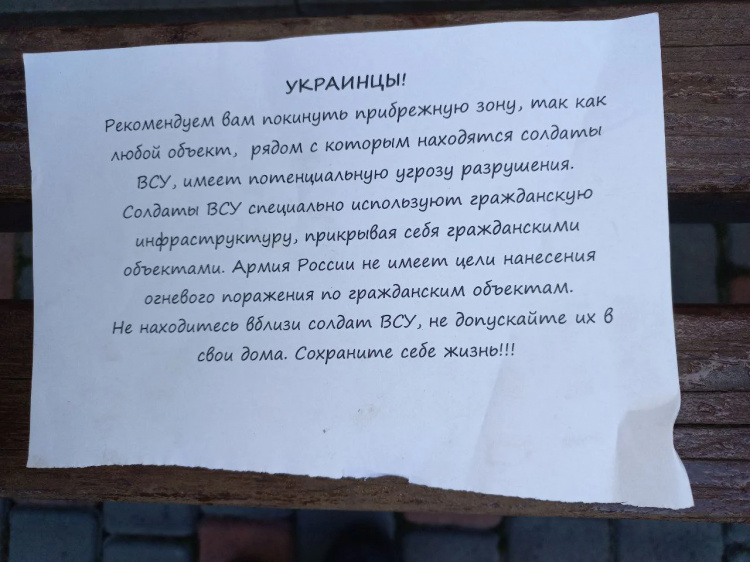 УКРАИНЦЫ!
Рекомендуем вам покинуть прибрежную зону, так как
любой объект, рядом с которым находятся солдаты
ВСУ, имеет потенциальную угрозу разрушения.
Солдаты ВСУ специально используют гражданскую
инфраструктуру, прикрывая себя гражданскими
объектами. Армия России не имеет цели нанесения
огневого поражения по гражданским объектам.
Не находитесь вблизи солдат ВСУ, не допускайте их в
свои дома. Сохраните себе жизнь!!!